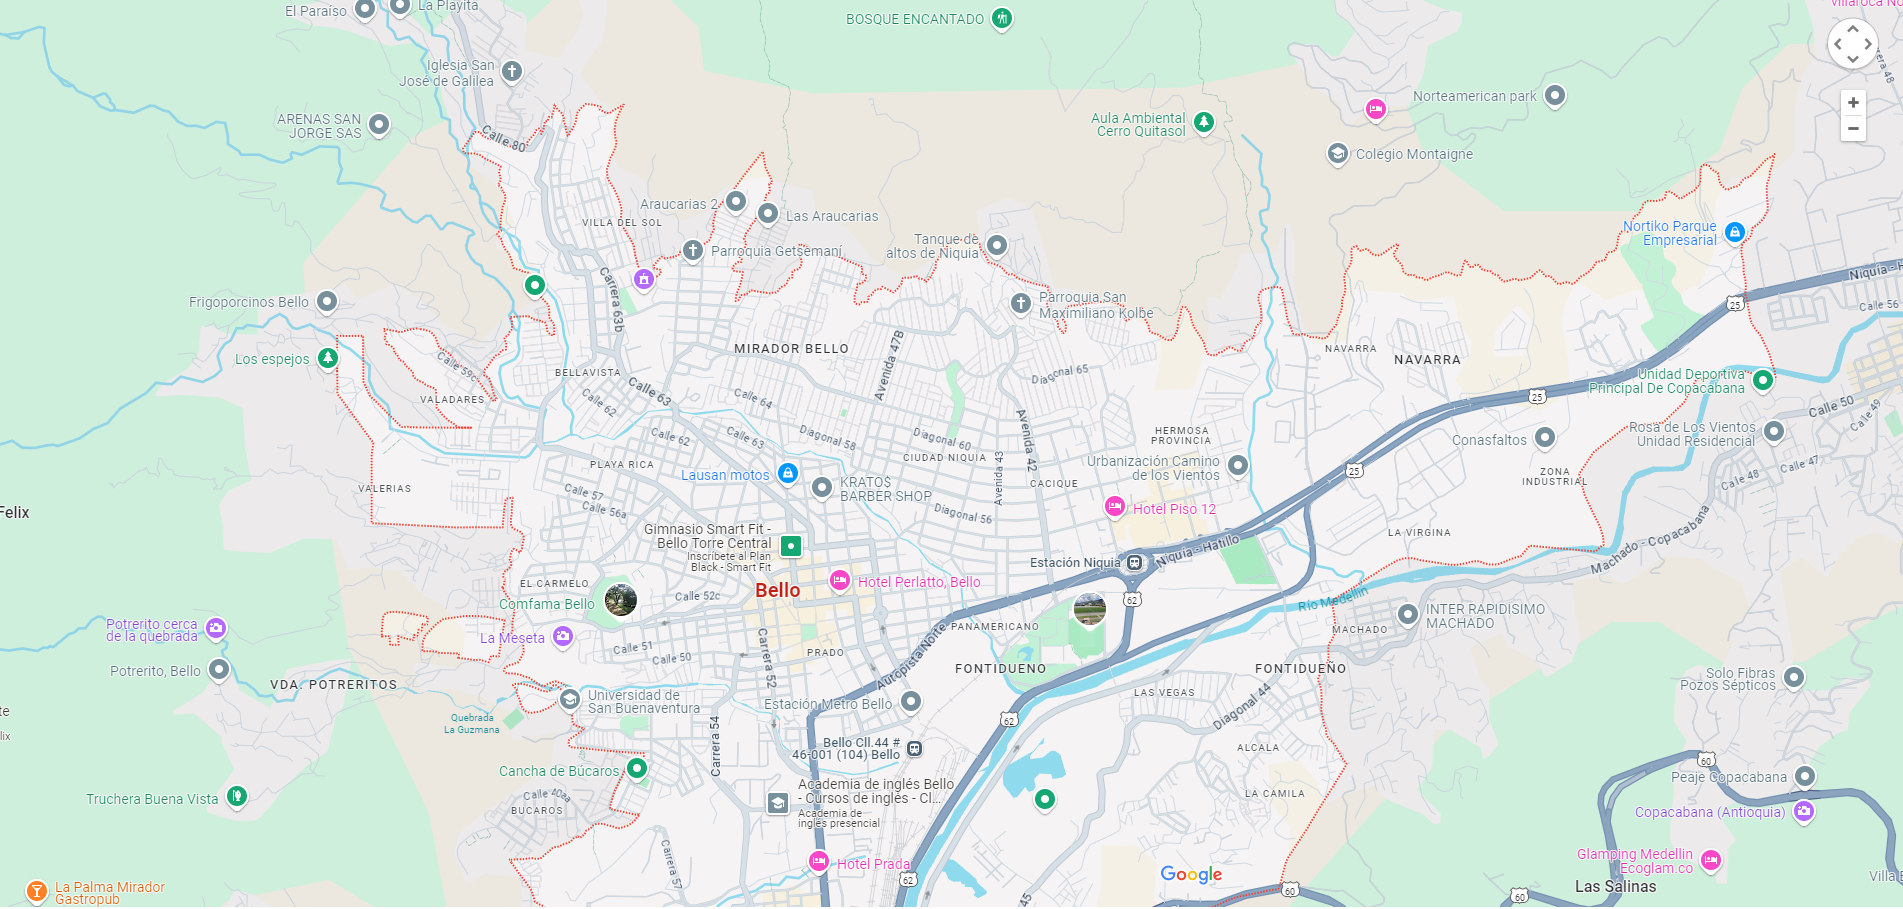 El Paraíso
La Playita
BOSQUE ENCANTADO
Iglesia San
José de Galilea
ARENAS SAN
JORGE SAS
Calle 80
Aula Ambiental
Cerro Quitasol
Norteamerican park
Colegio Montaigne
48
Araucarias 2
Las Araucarias
VILLA DEL SOL
Parroquia Getsemaní
Tanque de
altos de Niquia
Nortiko Parque
Empresarial
Frigoporcinos Bello
Carrera 63b
Parroquia San
Maximiliano Kolbe
25
Calle 56
Los espejos
MIRADOR BELLO
Avenida 47B
NAVARRA
NAVARRA
Calle 59c
BELLAVISTA
Calle 63
Diagonal 65
Unidad Deportiva
Principal De Copacabana
VALADARES
Calle 62
Calle 64
25
Calle 50
Calle 49
Calle 62
Calle 63
Diagonal 58
Diagonal 60
Avenida 42
HERMOSA
PROVINCIA
Conasfaltos
Rosa de Los Vientos
Unidad Residencial
PLAYA RICA
Lausan motos
CIUDAD NIQUIA
Avenida 43
Urbanización Camino
de los Vientos
25
ZONA
INDUSTRIAL
Calle 48
Calle 47
VALERIAS
Calle 57
Calle 56a
KRATO$
BARBER SHOP
CACIQUE
Felix
Diagonal 56
Hotel Piso 12
Gimnasio Smart Fit -
Bello Torre Central
Inscríbete al Plan
Black - Smart Fit
LA VIRGINA
Niquía - Hatillo
Machado - Copacabana
Estación Niquia
EL CARMELO
Bello
Hotel Perlatto, Bello
Comfama Bello
Calle 52c
62
Río Medellín
INTER RAPIDISIMO
MACHADO
Potrerito cerca
de la quebrada
La Meseta
PANAMERICANO
MACHADO
Calle 51
Calle 50
Carrera 52
PRADO
Autopista Norte
FONTIDUEÑO
FONTIDUEÑO
Potrerito, Bello
VDA. POTRERITOS
Solo Fibras
Pozos Sépticos
Universidad de
San Buenaventura
Estación Metro Bello
LAS VEGAS
Diagonal 44
Quebrada
La Guzmana
62
Carrera 54
Bello Cll.44 #
46-001 (104) Bello
ALCALA
60
Cancha de Búcaros
Peaje Copacabana
Truchera Buena Vista
Calle 40aa
BUCAROS
Academia de inglés Bello
- Cursos de inglés - Cl...
Academia de
inglés presencial
LA CAMILA
Copacabana (Antioquia)
Carrera 57
Hotel Prada
Google
62
45
60
Glamping Medellin
Ecoglam.co
Las Salinas
60
La Palma Mirador
Gastropub